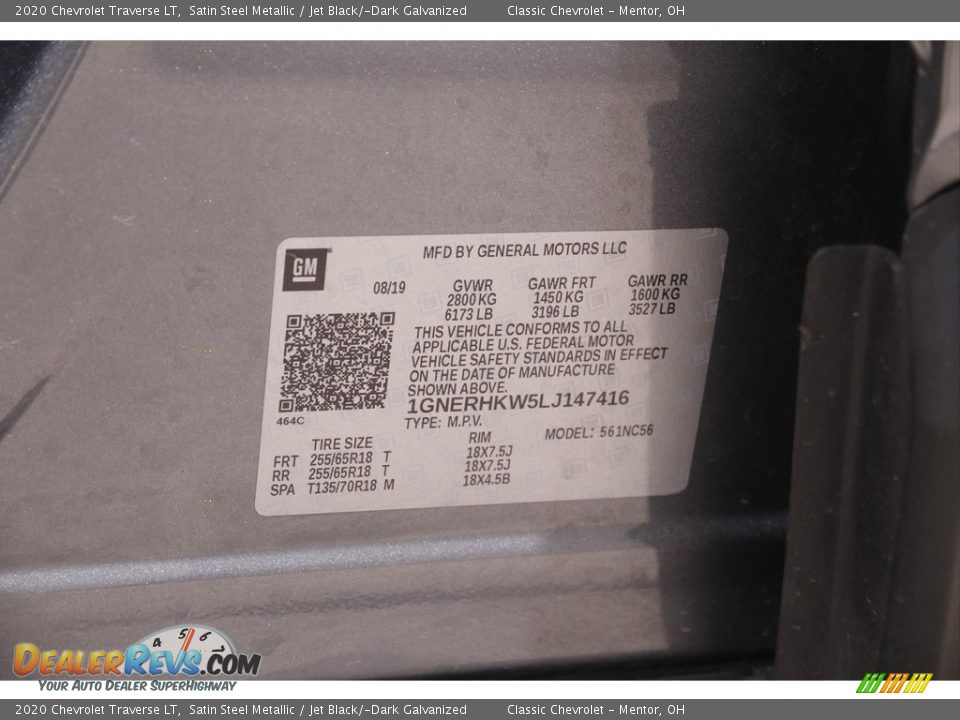 2020 Chevrolet Traverse LT,  Satin Steel Metallic / Jet Black/­Dark Galvanized        Classic Chevrolet - Mentor, OH
MFD BY GENERAL MOTORS LLC
GM
08/19   GVWR   GAWR FRT   GAWR RR
2800 KG   1450 KG   1600 KG
6173 LB   3196 LB   3527 LB
THIS VEHICLE CONFORMS TO ALL
APPLICABLE U.S. FEDERAL MOTOR
VEHICLE SAFETY STANDARDS IN EFFECT
ON THE DATE OF MANUFACTURE
SHOWN ABOVE.
1GNERHKW5LJ147416
464C   TYPE: M.P.V.
TIRE SIZE   RIM   MODEL: 561NC56
FRT 255/65R18 T   18X7.5J
RR 255/65R18 T   18X7.5J
SPA T135/70R18 M   18X4.5B
4 5 6
DealerRevs.com
Your Auto Dealer SuperHighway
2020 Chevrolet Traverse LT,  Satin Steel Metallic / Jet Black/­Dark Galvanized        Classic Chevrolet - Mentor, OH